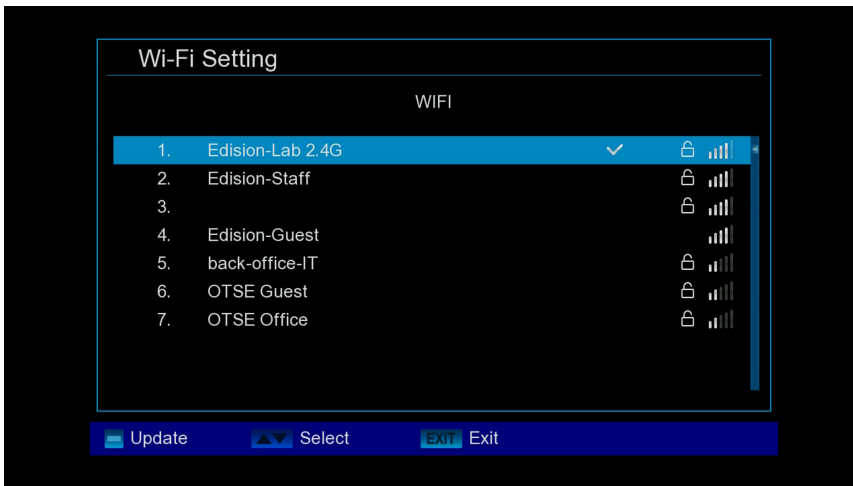 Wi-Fi Setting
WIFI
1. Edision-Lab 2.4G
2. Edision-Staff
3.
4. Edision-Guest
5. back-office-IT
6. OTSE Guest
7. OTSE Office
Update Select EXIT Exit